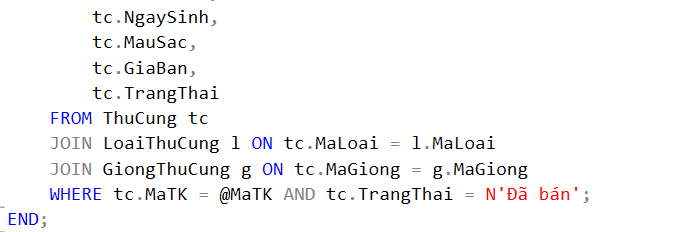 tc.NgaySinh,
tc.MauSac,
tc.GiaBan,
tc.TrangThai
FROM ThuCung tc
JOIN LoaiThuCung l ON tc.MaLoai = l.MaLoai
JOIN GiongThuCung g ON tc.MaGiong = g.MaGiong
WHERE tc.MaTK = @MaTK AND tc.TrangThai = N'Đã bán';
END;